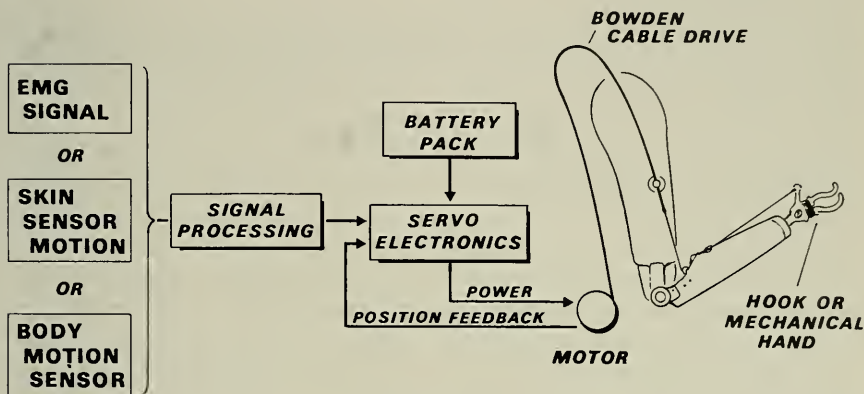 EMG
SIGNAL
OR
SKIN
SENSOR
MOTION
OR
BODY
MOTION
SENSOR
SIGNAL
PROCESSING
BATTERY
PACK
SERVO
ELECTRONICS
POWER
POSITION FEEDBACK
MOTOR
BOWDEN
CABLE DRIVE
HOOK OR
MECHANICAL
HAND